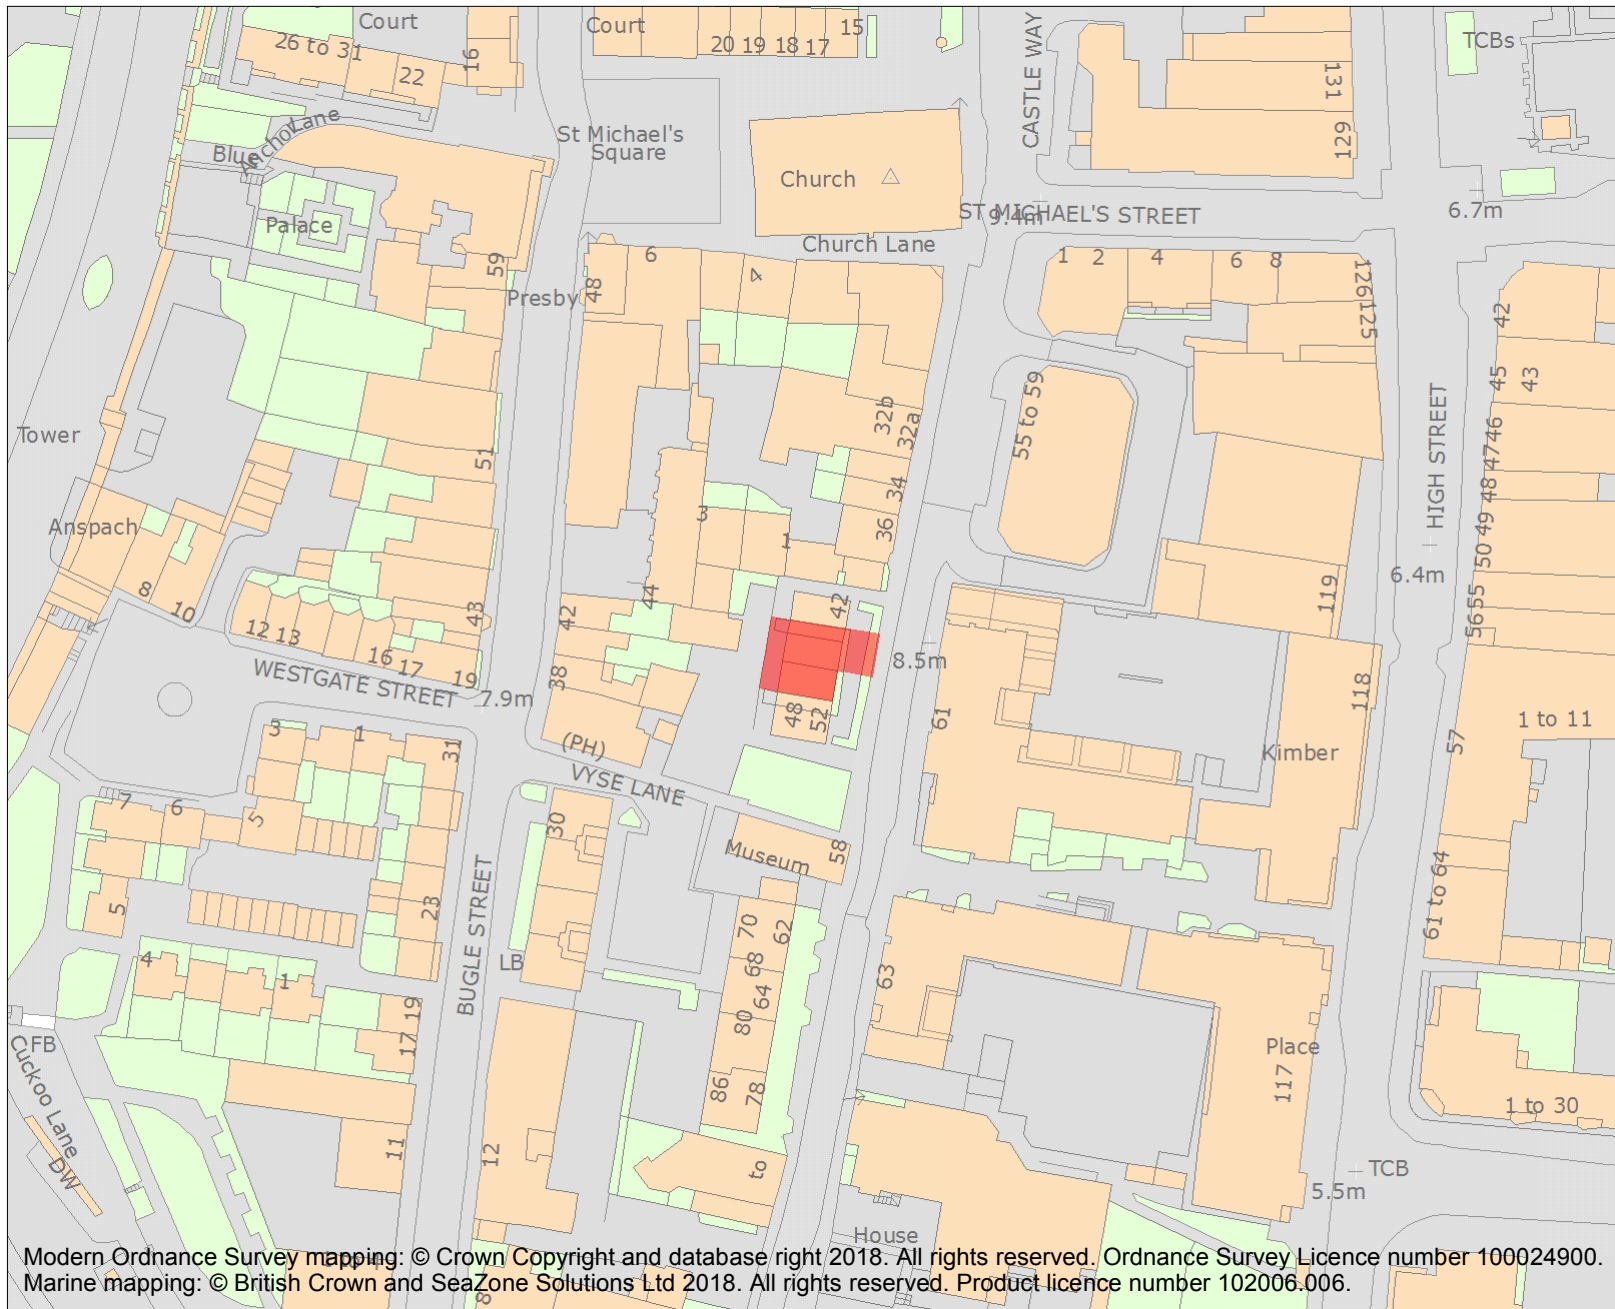 Court
Court
15
26 to 31
22
16
20 19 18 17
CASTLE WAY
131
129
TCBs
St Michael's
Square
Blue
Anchor
Lane
Church
Palace
ST MICHAEL'S STREET
9.4m
6.7m
Church Lane
59
Presby
48
6
4
1
2
4
6
8
126
125
42
45
43
46
47
48
49
50
55
56
HIGH STREET
32b
32a
55 to 59
Tower
51
34
36
3
1
Anspach
8
10
12 13
16
17
19
43
42
44
42
38
6.4m
119
8.5m
WESTGATE STREET
7.9m
48
52
61
118
1 to 11
57
Kimber
3
1
31
(PH)
VYSE LANE
7
6
5
30
Museum
58
5
23
BUGLE STREET
LB
70
62
68
64
80
86
78
63
61 to 64
4
1
19
17
FB
Cuckoo Lane
DW
11
12
to
Place
117
1 to 30
TCB
5.5m
House
8
Modern Ordnance Survey mapping: © Crown Copyright and database right 2018. All rights reserved. Ordnance Survey Licence number 100024900.
Marine mapping: © British Crown and SeaZone Solutions Ltd 2018. All rights reserved. Product licence number 102006.006.